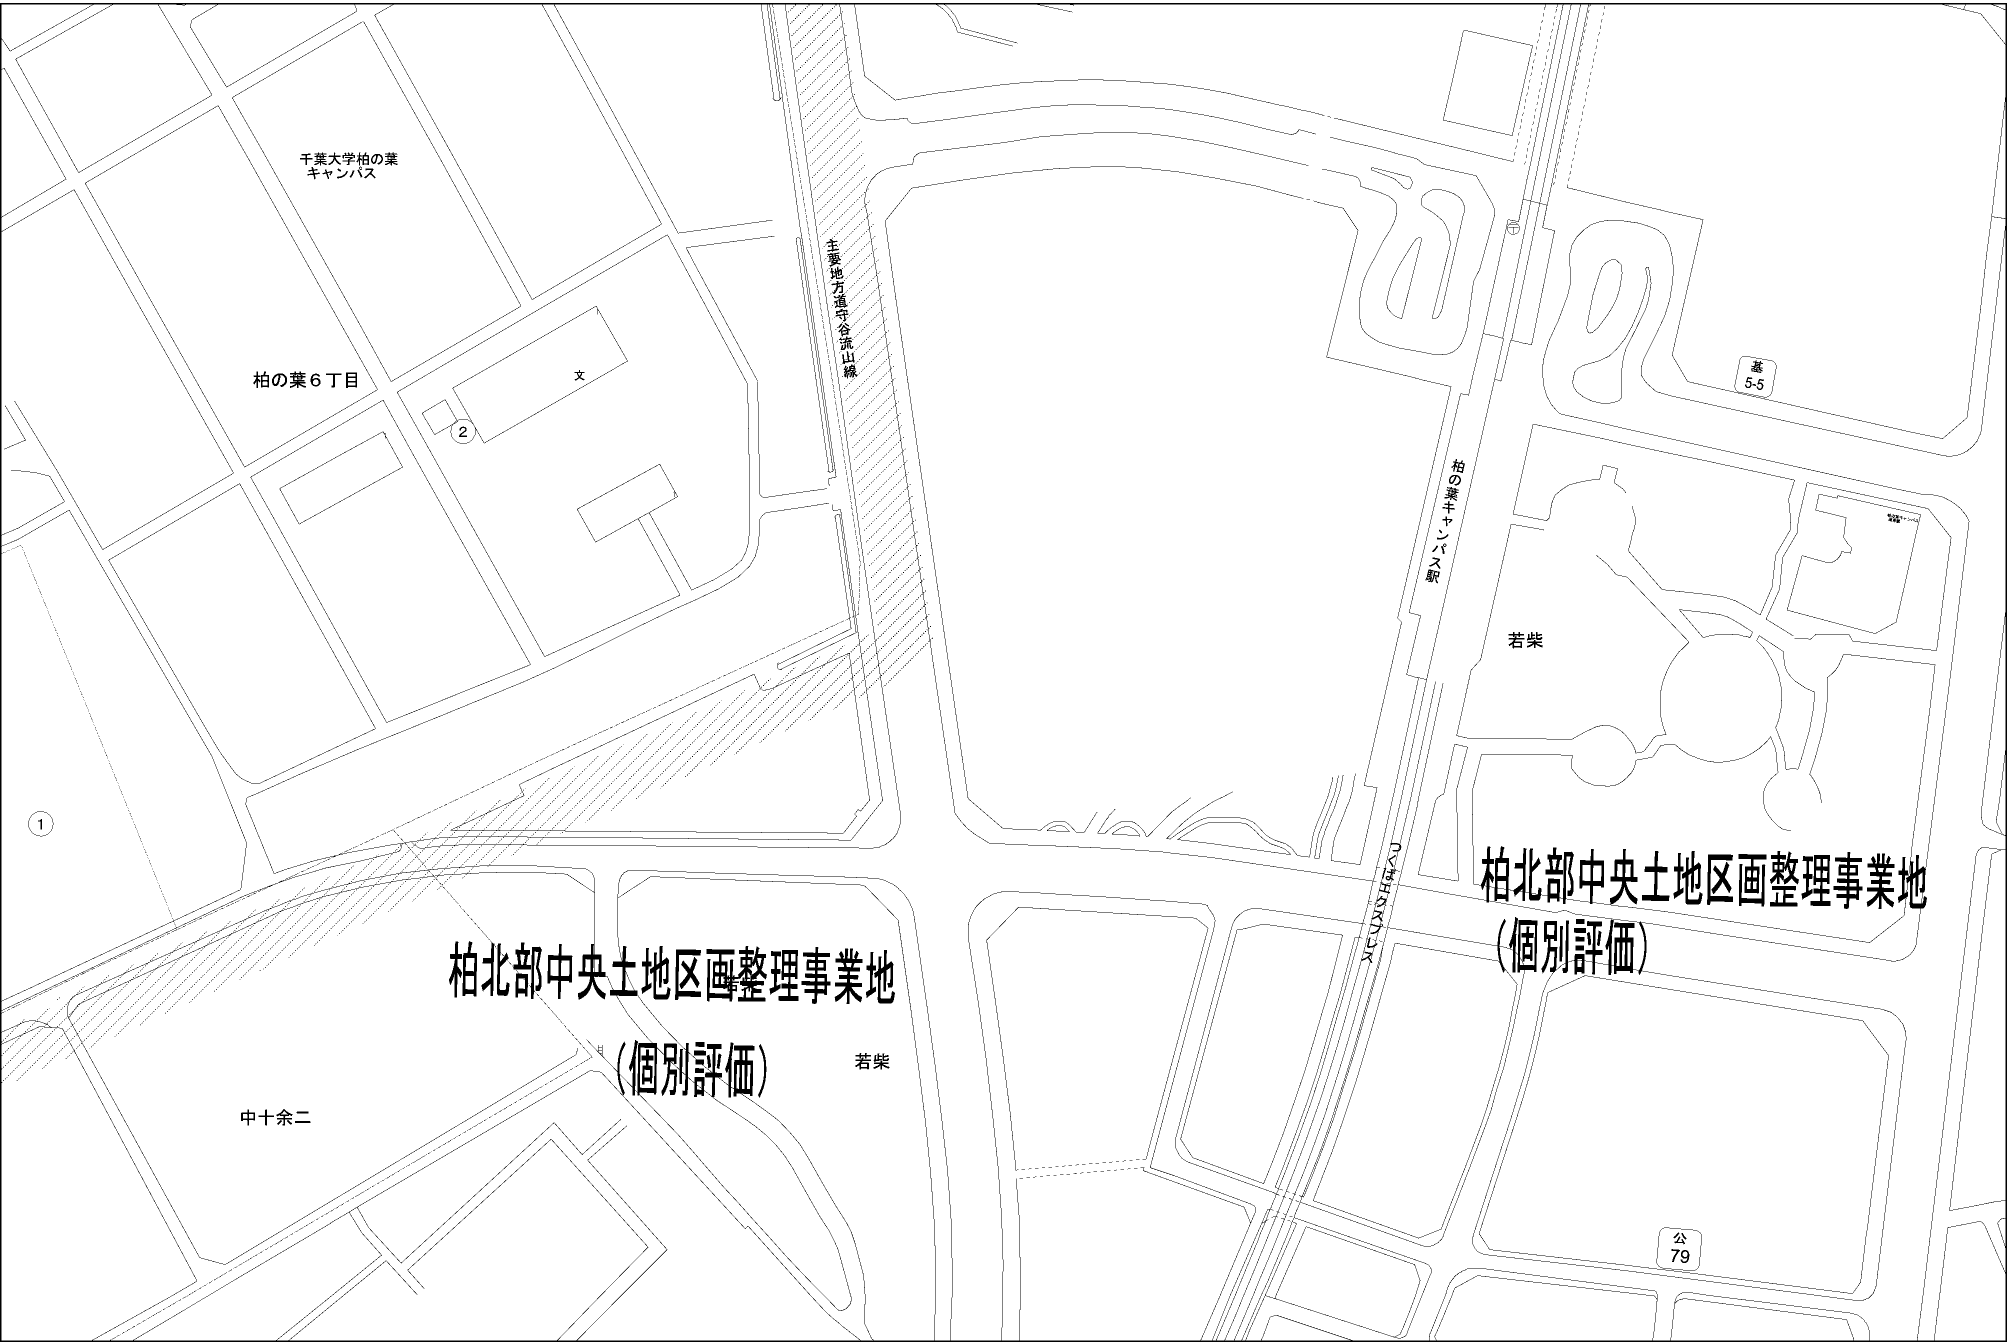 千葉大学柏の葉
キャンパス
主要地方道守谷流山線
〒
柏の葉6丁目
文
2
基
5-5
柏の葉キャンパス駅
若柴
1
つくばエクスプレス
柏北部中央土地区画整理事業地
(個別評価)
柏北部中央土地区画整理事業地
(個別評価)
若柴
若柴
中十余二
公
79